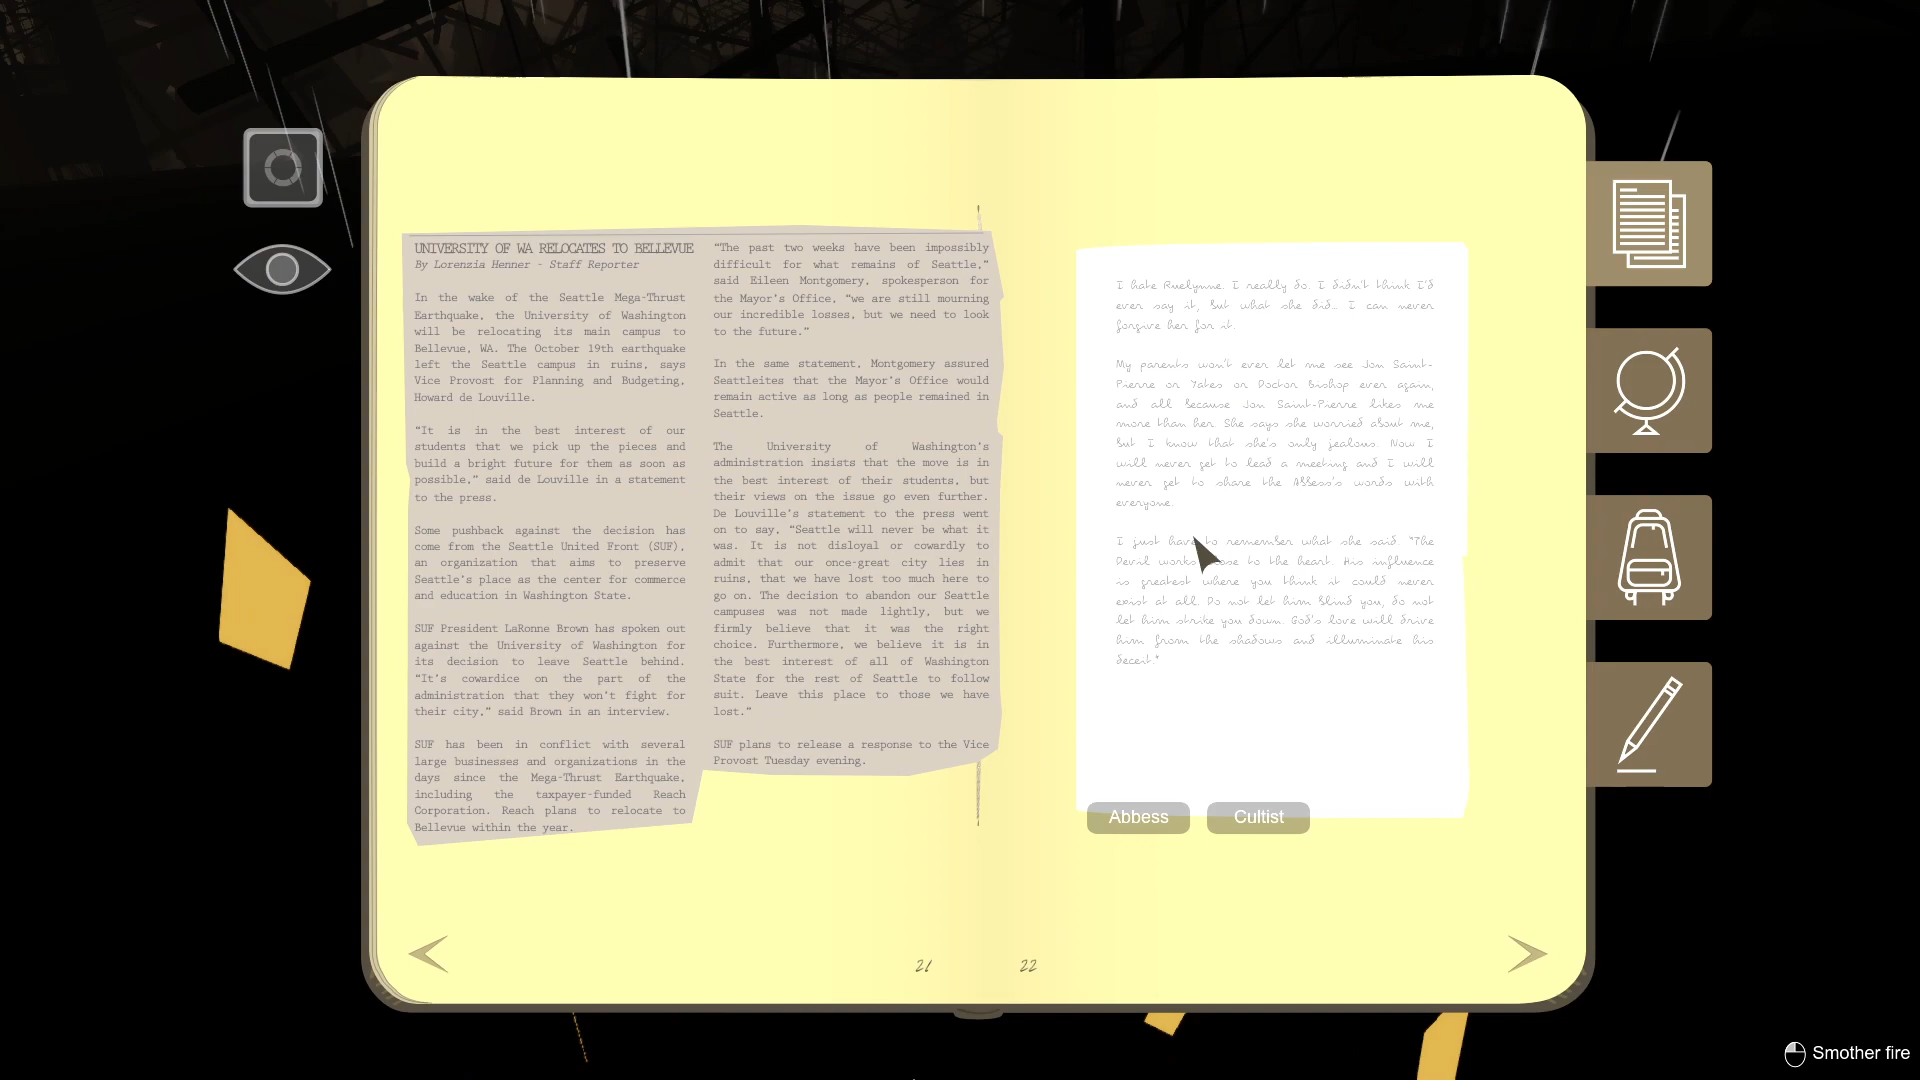 UNIVERSITY OF WA RELOCATES TO BELLEVUE
By Lorenzia Henner - Staff Reporter
In the wake of the Seattle Mega-Thrust
Earthquake, the University of Washington
will be relocating its main campus to
Bellevue, WA. The October 19th earthquake
left the Seattle campus in ruins, says
Vice Provost for Planning and Budgeting,
Howard de Louville.
“It is in the best interest of our
students that we pick up the pieces and
build a bright future for them as soon as
possible,” said de Louville in a statement
to the press.
Some pushback against the decision has
come from the Seattle United Front (SUF),
an organization that aims to preserve
Seattle's place as the center for commerce
and education in Washington State.
SUF President LaRonne Brown has spoken out
against the University of Washington for
its decision to leave Seattle behind.
“It's cowardice on the part of the
administration that they won't fight for
their city,” said Brown in an interview.
SUF has been in conflict with several
large businesses and organizations in the
days since the Mega-Thrust Earthquake,
including the taxpayer-funded Reach
Corporation. Reach plans to relocate to
Bellevue within the year.
“The past two weeks have been impossibly
difficult for what remains of Seattle,”
said Eileen Montgomery, spokesperson for
the Mayor's Office, “we are still mourning
our incredible losses, but we need to look
to the future.”
In the same statement, Montgomery assured
Seattleites that the Mayor's Office would
remain active as long as people remained in
Seattle.
The University of Washington's
administration insists that the move is in
the best interest of their students, but
their views on the issue go even further.
De Louville's statement to the press went
on to say, “Seattle will never be what it
was. It is not disloyal or cowardly to
admit that our once-great city lies in
ruins, that we have lost too much here to
go on. The decision to abandon our Seattle
campuses was not made lightly, but we
firmly believe that it was the right
choice. Furthermore, we believe it is in
the best interest of all of Washington
State for the rest of Seattle to follow
suit. Leave this place to those we have
lost.”
SUF plans to release a response to the Vice
Provost Tuesday evening.
I hate Ruelynne. I really do. I didn't think I'd
ever say it, but what she did... I can never
forgive her for it.
My parents won't ever let me see Jon Saint-
Pierre or Yates or Doctor Bishop ever again,
and all because Jon Saint-Pierre likes me
more than her. She says she worried about me,
but I know that she's only jealous. Now I
will never get to lead a meeting and I will
never get to share the Abbess's words with
everyone.
I just have to remember what she said. "The
Devil works to the heart. His influence
is greatest where you think it could never
exist at all. Do not let him blind you, do not
let him strike you down. God's love will drive
him from the shadows and illuminate his
deceit."
Abbess Cultist
21 22
Smother fire